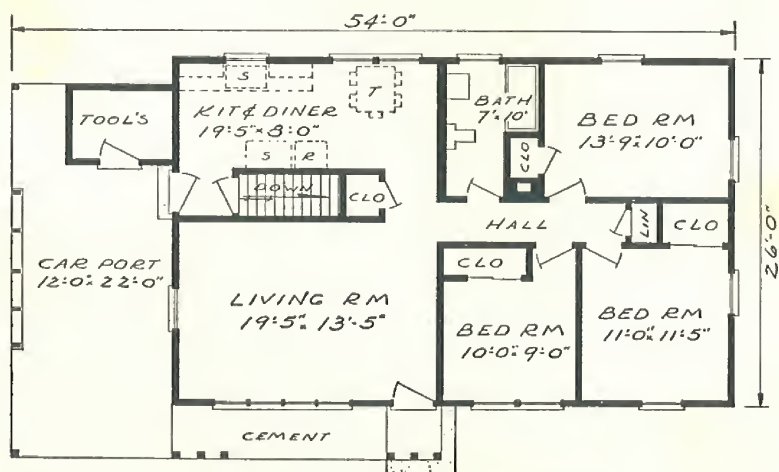 54'-0"
S
T
KIT & DINER
19'-5" x 8'-0"
BATH
7' x 10'
BED RM
13'-9" x 10'-0"
TOOL'S
S
R
CLO
DOWN
CLO
HALL
LIN
CLO
26'-0"
CAR PORT
12'-0" x 22'-0"
LIVING RM
19'-5" x 13'-5"
CLO
BED RM
10'-0" x 9'-0"
BED RM
11'-0" x 11'-5"
CEMENT